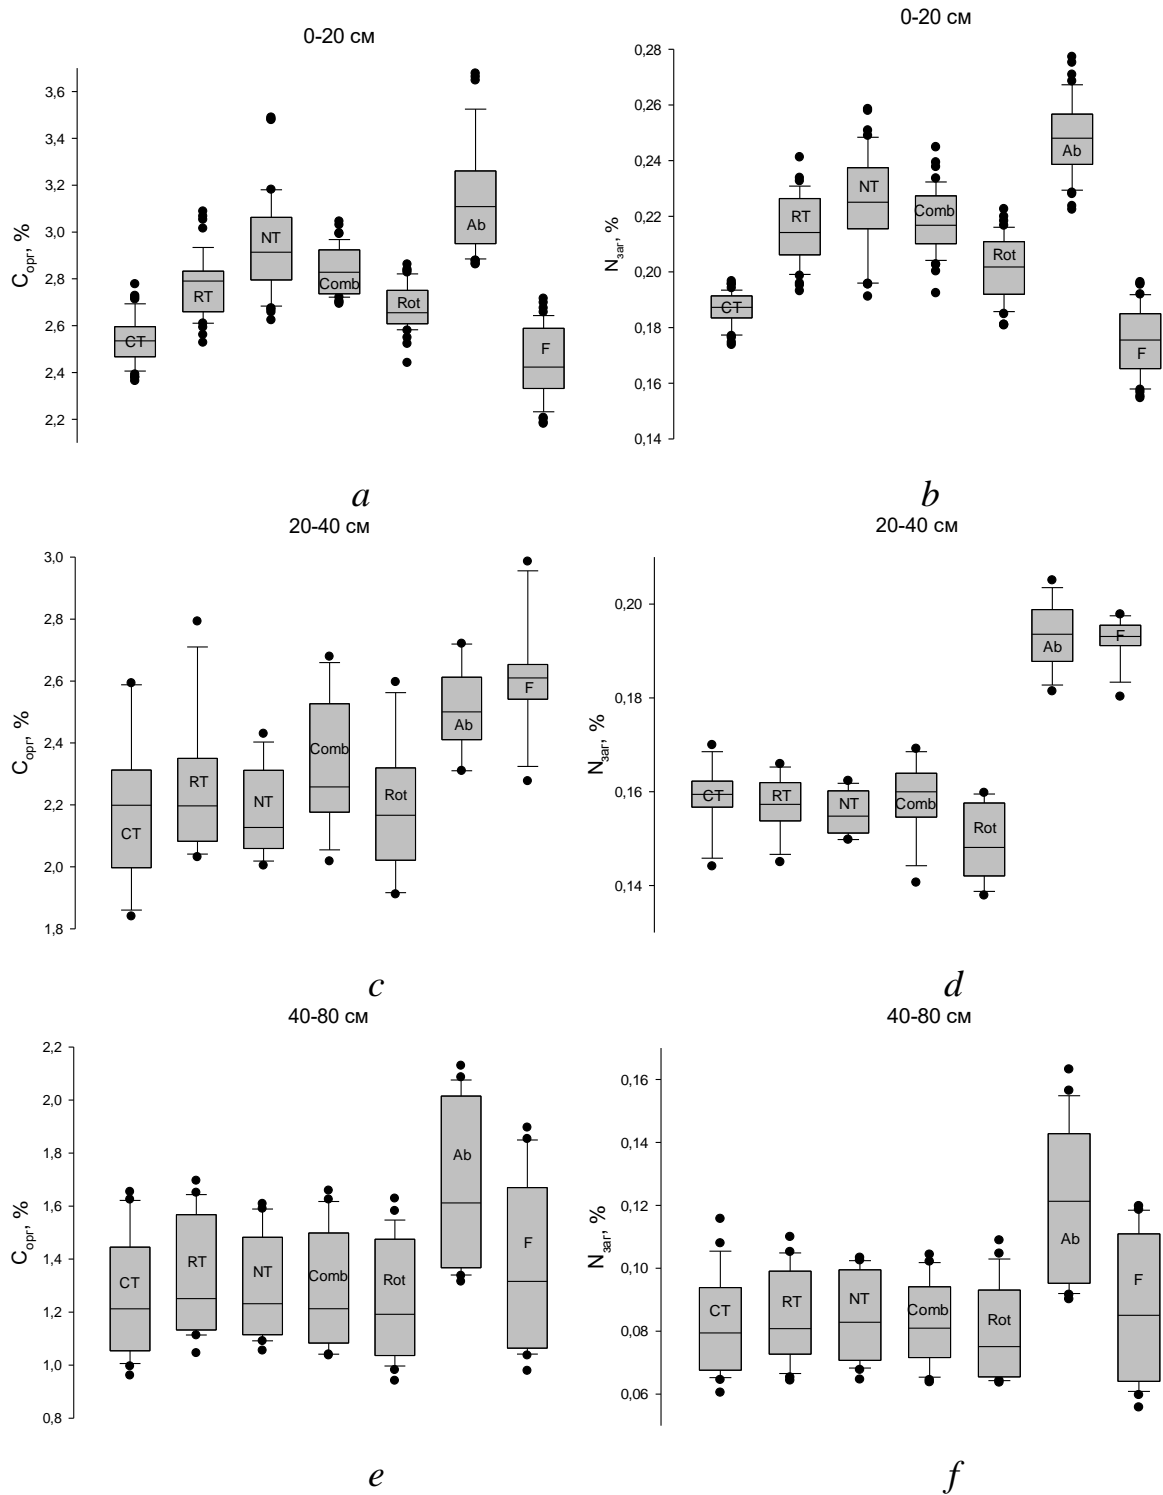 0-20 см
Cорг, %
3,6
3,4
3,2
3,0
2,8
2,6
2,4
2,2
CT
RT
NT
Comb
Rot
Ab
F
a
0-20 см
Nзаг, %
0,28
0,26
0,24
0,22
0,20
0,18
0,16
0,14
CT
RT
NT
Comb
Rot
Ab
F
b
20-40 см
Cорг, %
3,0
2,8
2,6
2,4
2,2
2,0
1,8
CT
RT
NT
Comb
Rot
Ab
F
c
20-40 см
Nзаг, %
0,20
0,18
0,16
0,14
CT
RT
NT
Comb
Rot
Ab
F
d
40-80 см
Cорг, %
2,2
2,0
1,8
1,6
1,4
1,2
1,0
0,8
CT
RT
NT
Comb
Rot
Ab
F
e
40-80 см
Nзаг, %
0,16
0,14
0,12
0,10
0,08
0,06
CT
RT
NT
Comb
Rot
Ab
F
f